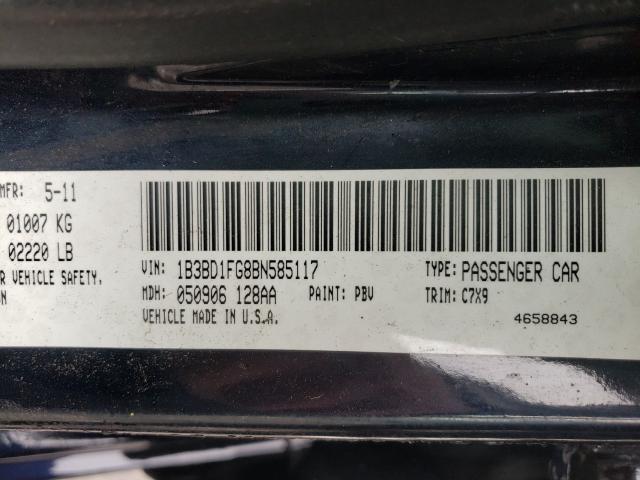 MFR: 5-11
01007 KG
02220 LB
R VEHICLE SAFETY,
VIN: 1B3BD1FG8BN585117 TYPE: PASSENGER CAR
MDH: 050906 128AA PAINT: PBV TRIM: C7X9
VEHICLE MADE IN U.S.A. 4658843